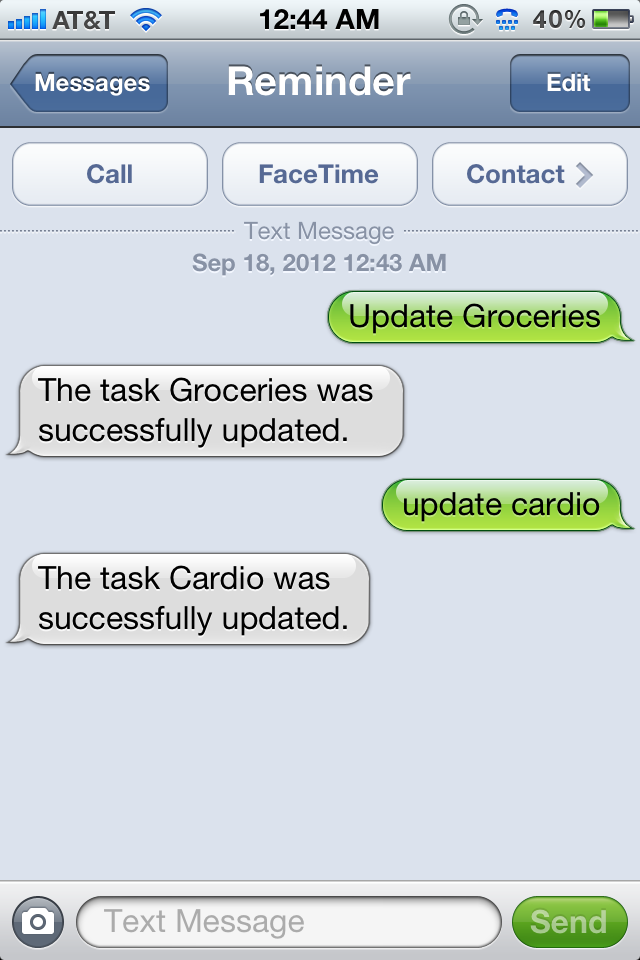 AT&T 12:44 AM 40%
Messages Reminder Edit
Call FaceTime Contact
Text Message
Sep 18, 2012 12:43 AM
Update Groceries
The task Groceries was
successfully updated.
update cardio
The task Cardio was
successfully updated.
Text Message Send